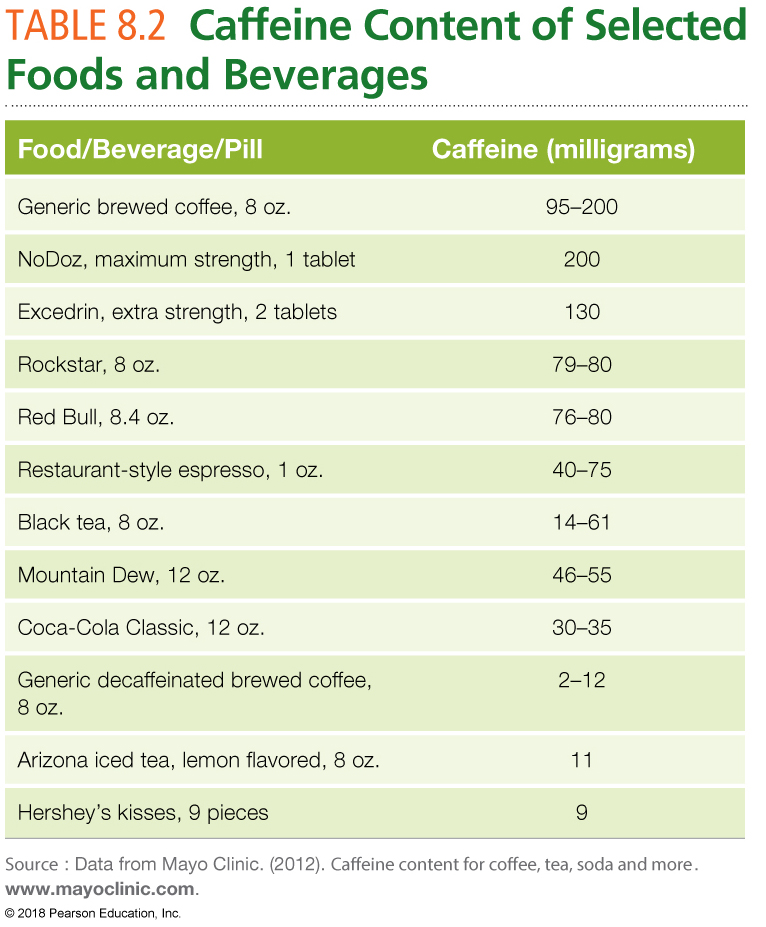 TABLE 8.2 Caffeine Content of Selected
Foods and Beverages
Food/Beverage/Pill Caffeine (milligrams)
Generic brewed coffee, 8 oz. 95–200
NoDoz, maximum strength, 1 tablet 200
Excedrin, extra strength, 2 tablets 130
Rockstar, 8 oz. 79–80
Red Bull, 8.4 oz. 76–80
Restaurant-style espresso, 1 oz. 40–75
Black tea, 8 oz. 14–61
Mountain Dew, 12 oz. 46–55
Coca-Cola Classic, 12 oz. 30–35
Generic decaffeinated brewed coffee, 2–12
8 oz.
Arizona iced tea, lemon flavored, 8 oz. 11
Hershey’s kisses, 9 pieces 9
Source : Data from Mayo Clinic. (2012). Caffeine content for coffee, tea, soda and more.
www.mayoclinic.com.
© 2018 Pearson Education, Inc.